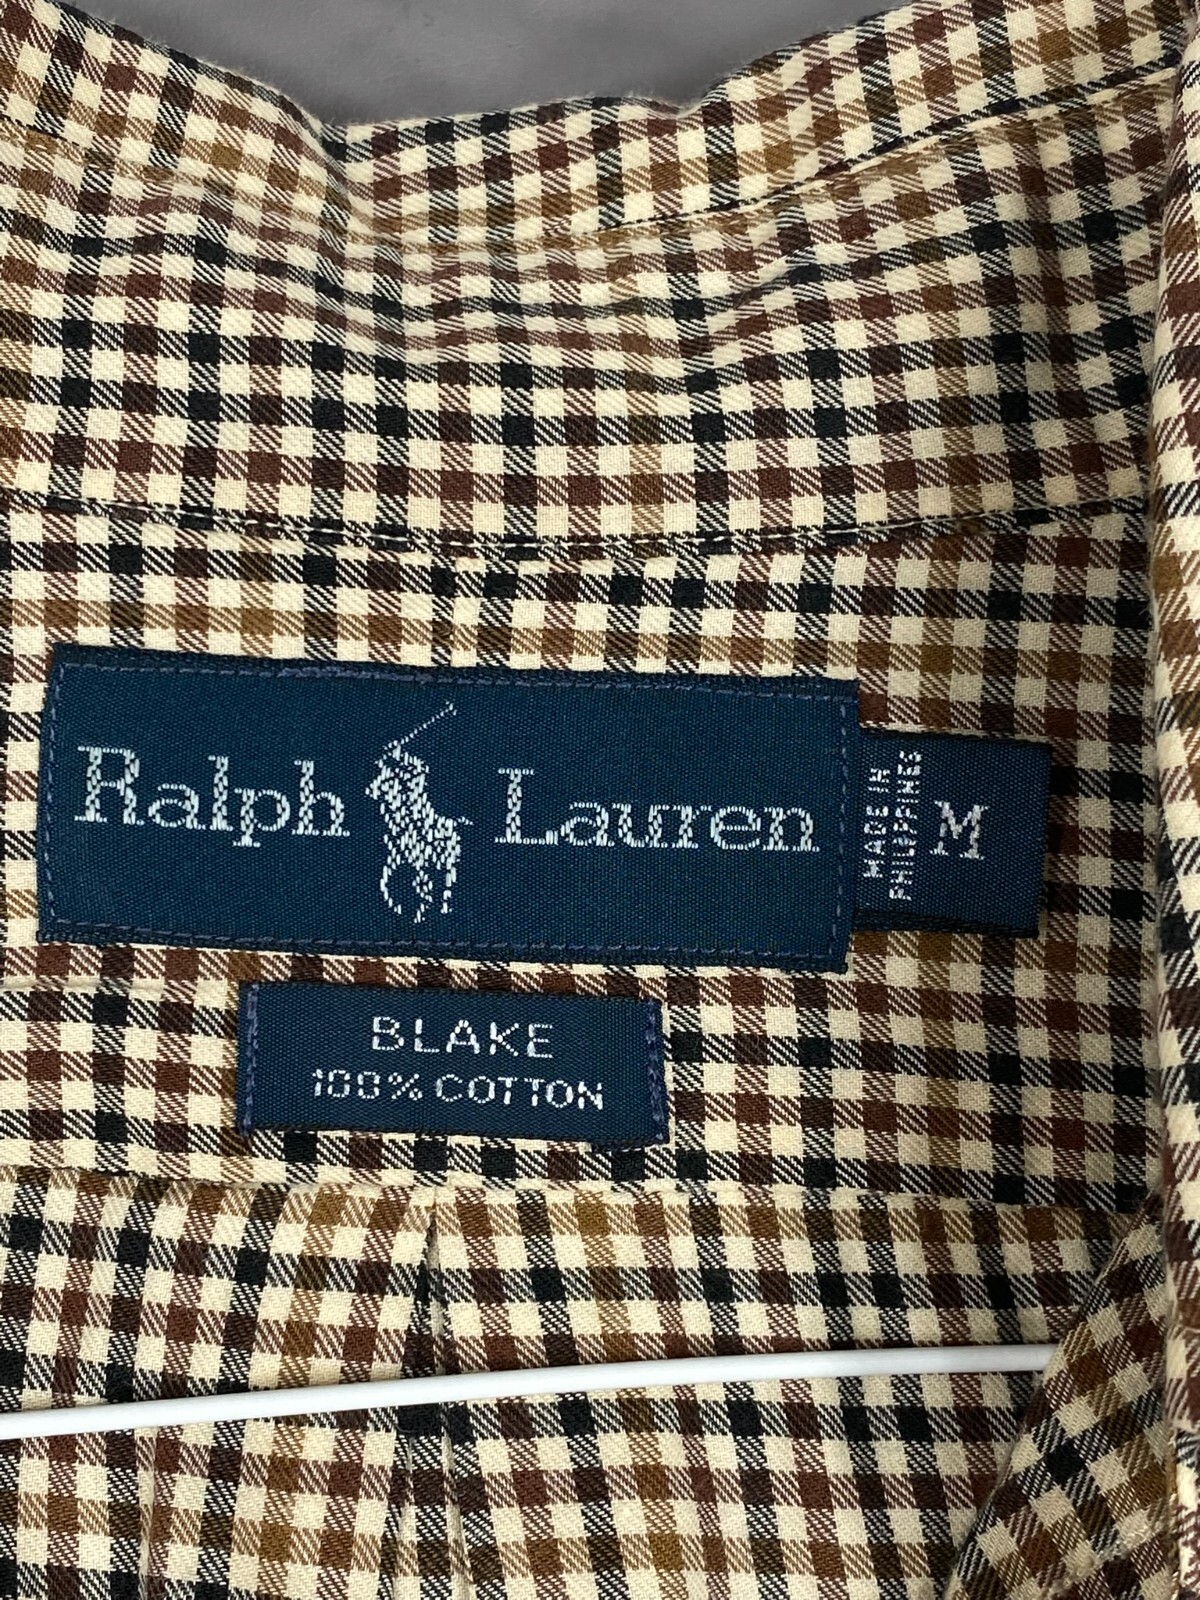 Ralph Lauren
MADE IN
PHILIPPINES
M
BLAKE
100% COTTON